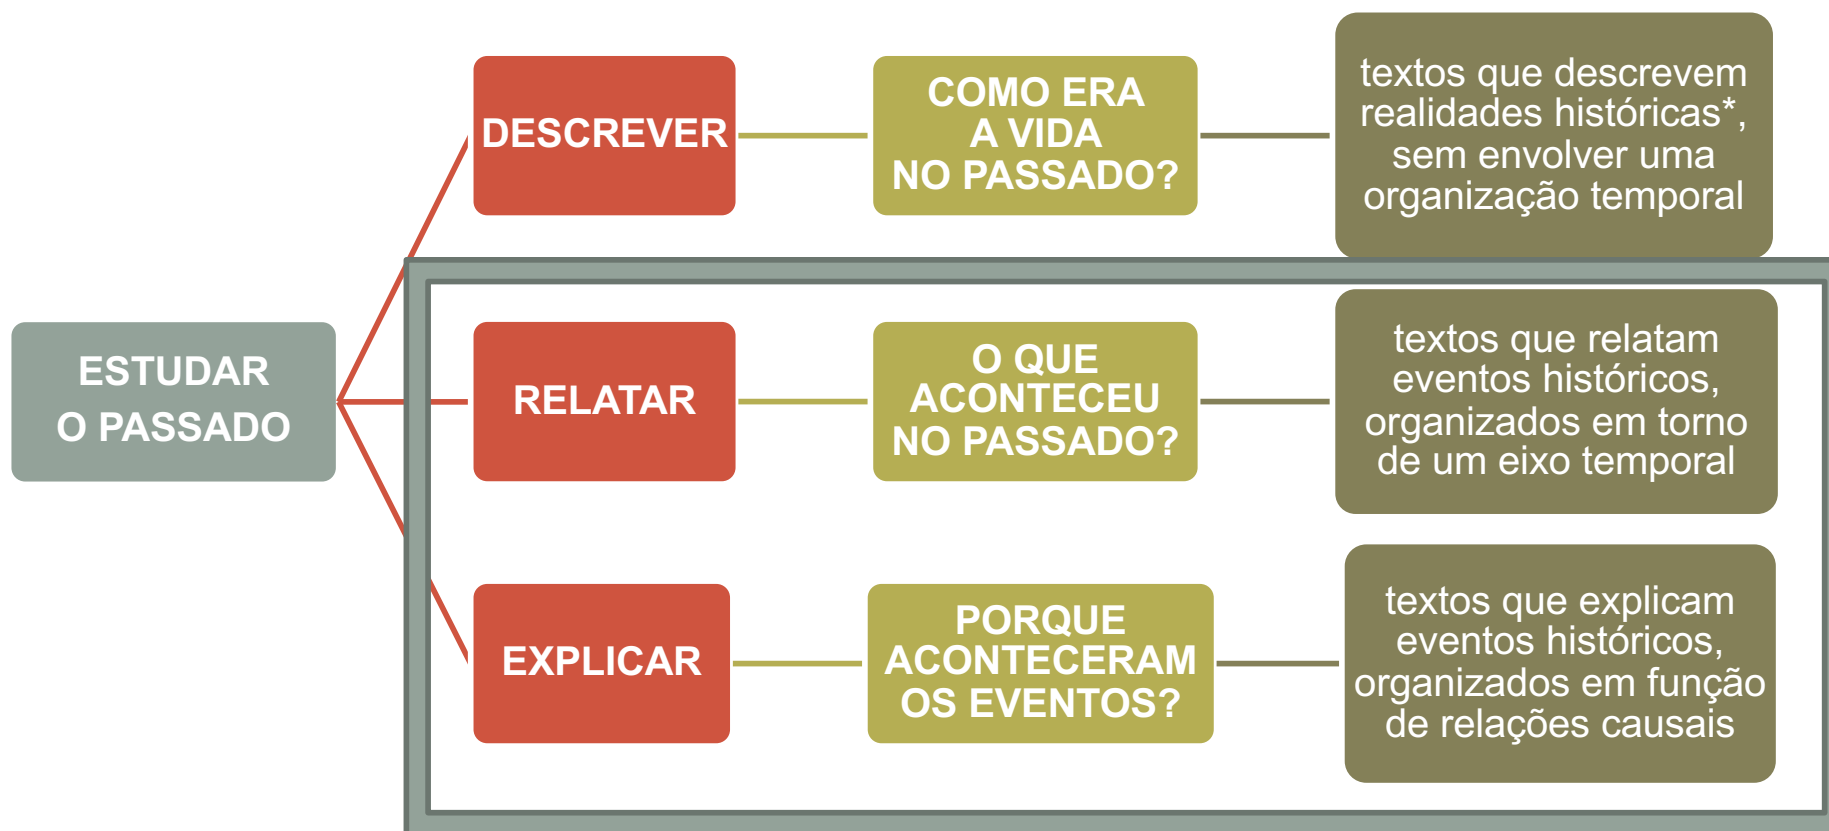 DESCREVER
COMO ERA
A VIDA
NO PASSADO?
textos que descrevem
realidades históricas*,
sem envolver uma
organização temporal
ESTUDAR
O PASSADO
RELATAR
O QUE
ACONTECEU
NO PASSADO?
textos que relatam
eventos históricos,
organizados em torno
de um eixo temporal
EXPLICAR
PORQUE
ACONTECERAM
OS EVENTOS?
textos que explicam
eventos históricos,
organizados em função
de relações causais